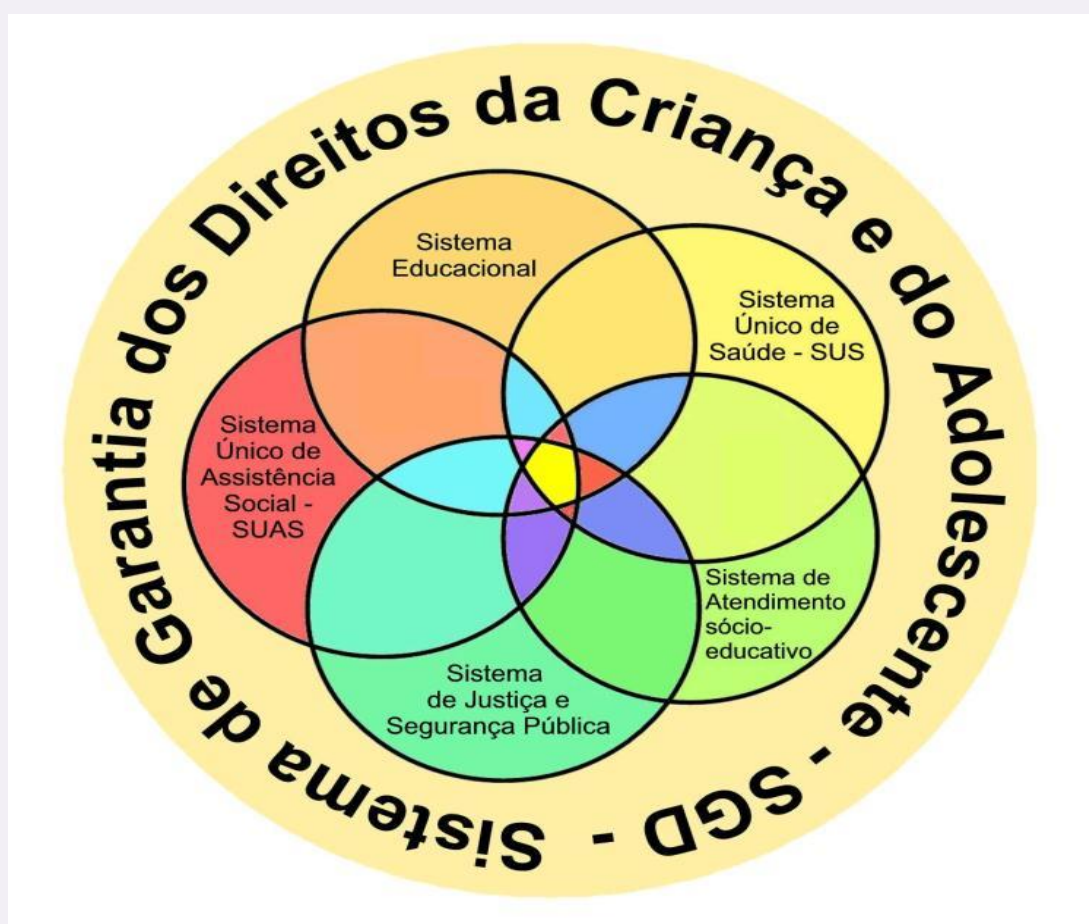 Sistema de Garantia dos Direitos da Criança e do Adolescente - SGD -
Sistema
Educacional
Sistema
Único de
Saúde - SUS
Sistema
Único de
Assistência
Social -
SUAS
Sistema de
Atendimento
sócio-
educativo
Sistema
de Justiça e
Segurança Pública